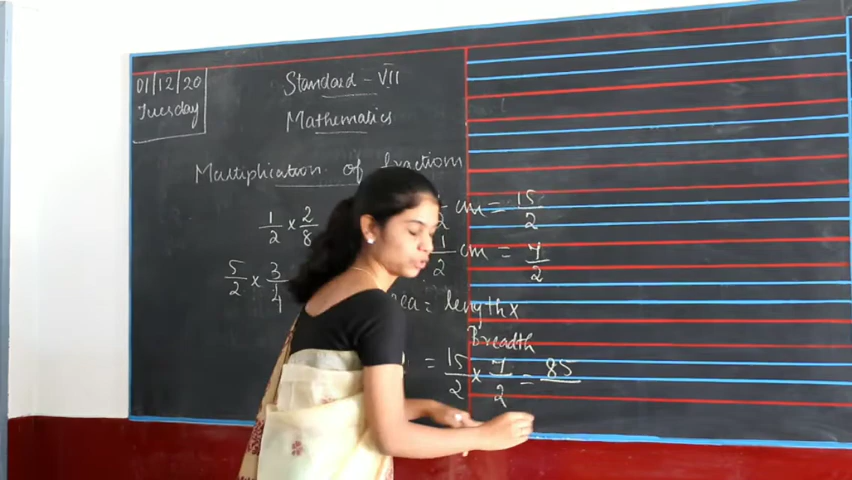 01/12/20
Tuesday
Standard - VII
Mathematics
Multiplication of fractions
1/2 × 2/8
5/2 × 3/4
cm = 15/2
1/2 cm = 7/2
length ×
Breadth
= 15/2 × 7/2 = 85